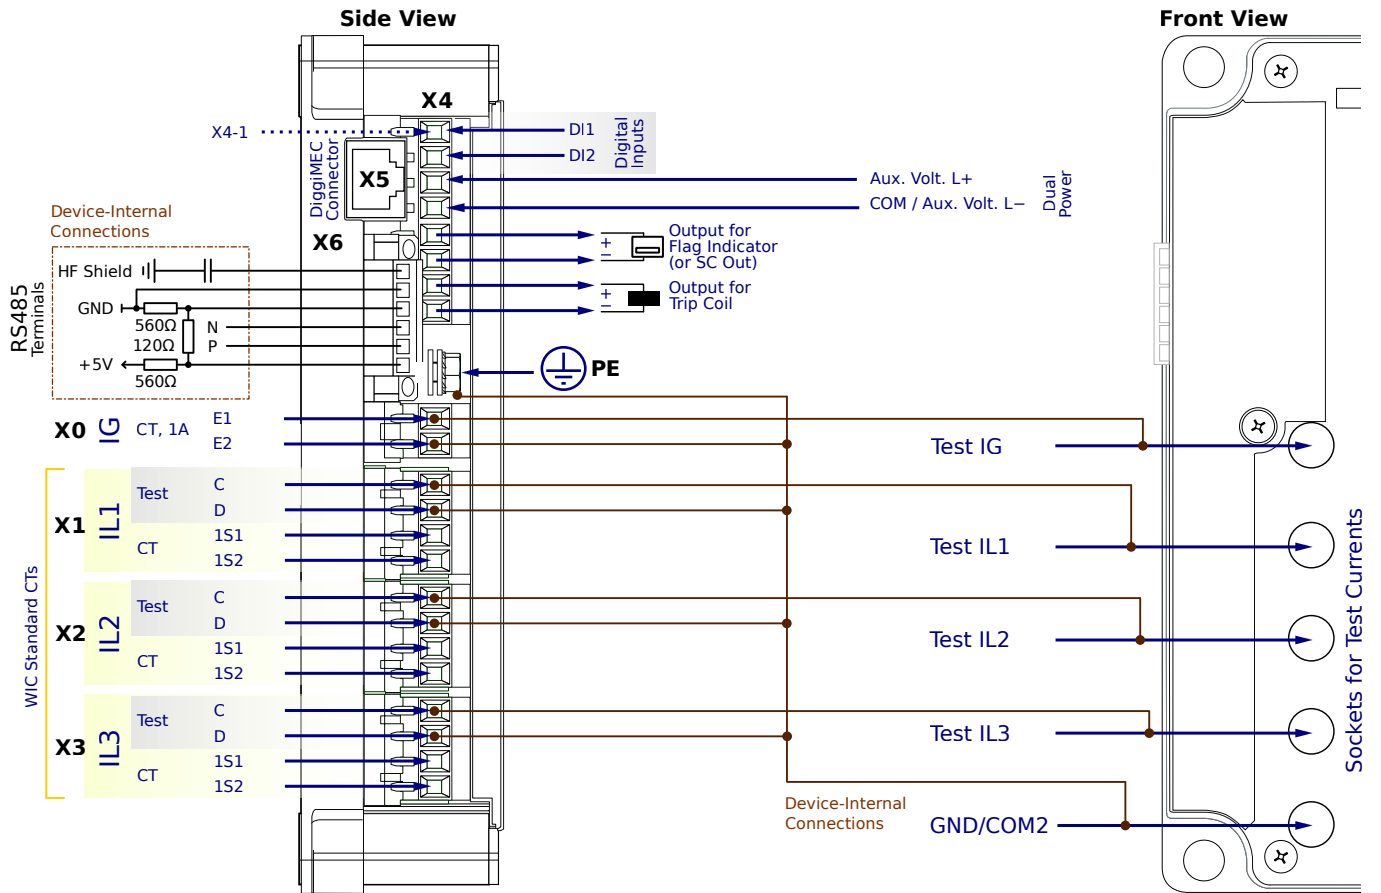 Side View
Front View
X4
X4-1
DI1
DI2
Digital
Inputs
DiggiMEC
Connector
X5
Aux. Volt. L+
COM / Aux. Volt. L−
Dual
Power
Device-Internal
Connections
X6
+
−
Output for
Flag Indicator
(or SC Out)
+
−
Output for
Trip Coil
RS485
Terminals
HF Shield
GND
560Ω
N
120Ω
P
+5V
560Ω
PE
X0
IG
CT, 1A
E1
E2
Test IG
WIC Standard CTs
X1
IL1
Test
C
D
CT
1S1
1S2
Test IL1
X2
IL2
Test
C
D
CT
1S1
1S2
Test IL2
X3
IL3
Test
C
D
CT
1S1
1S2
Test IL3
Device-Internal
Connections
GND/COM2
Sockets for Test Currents